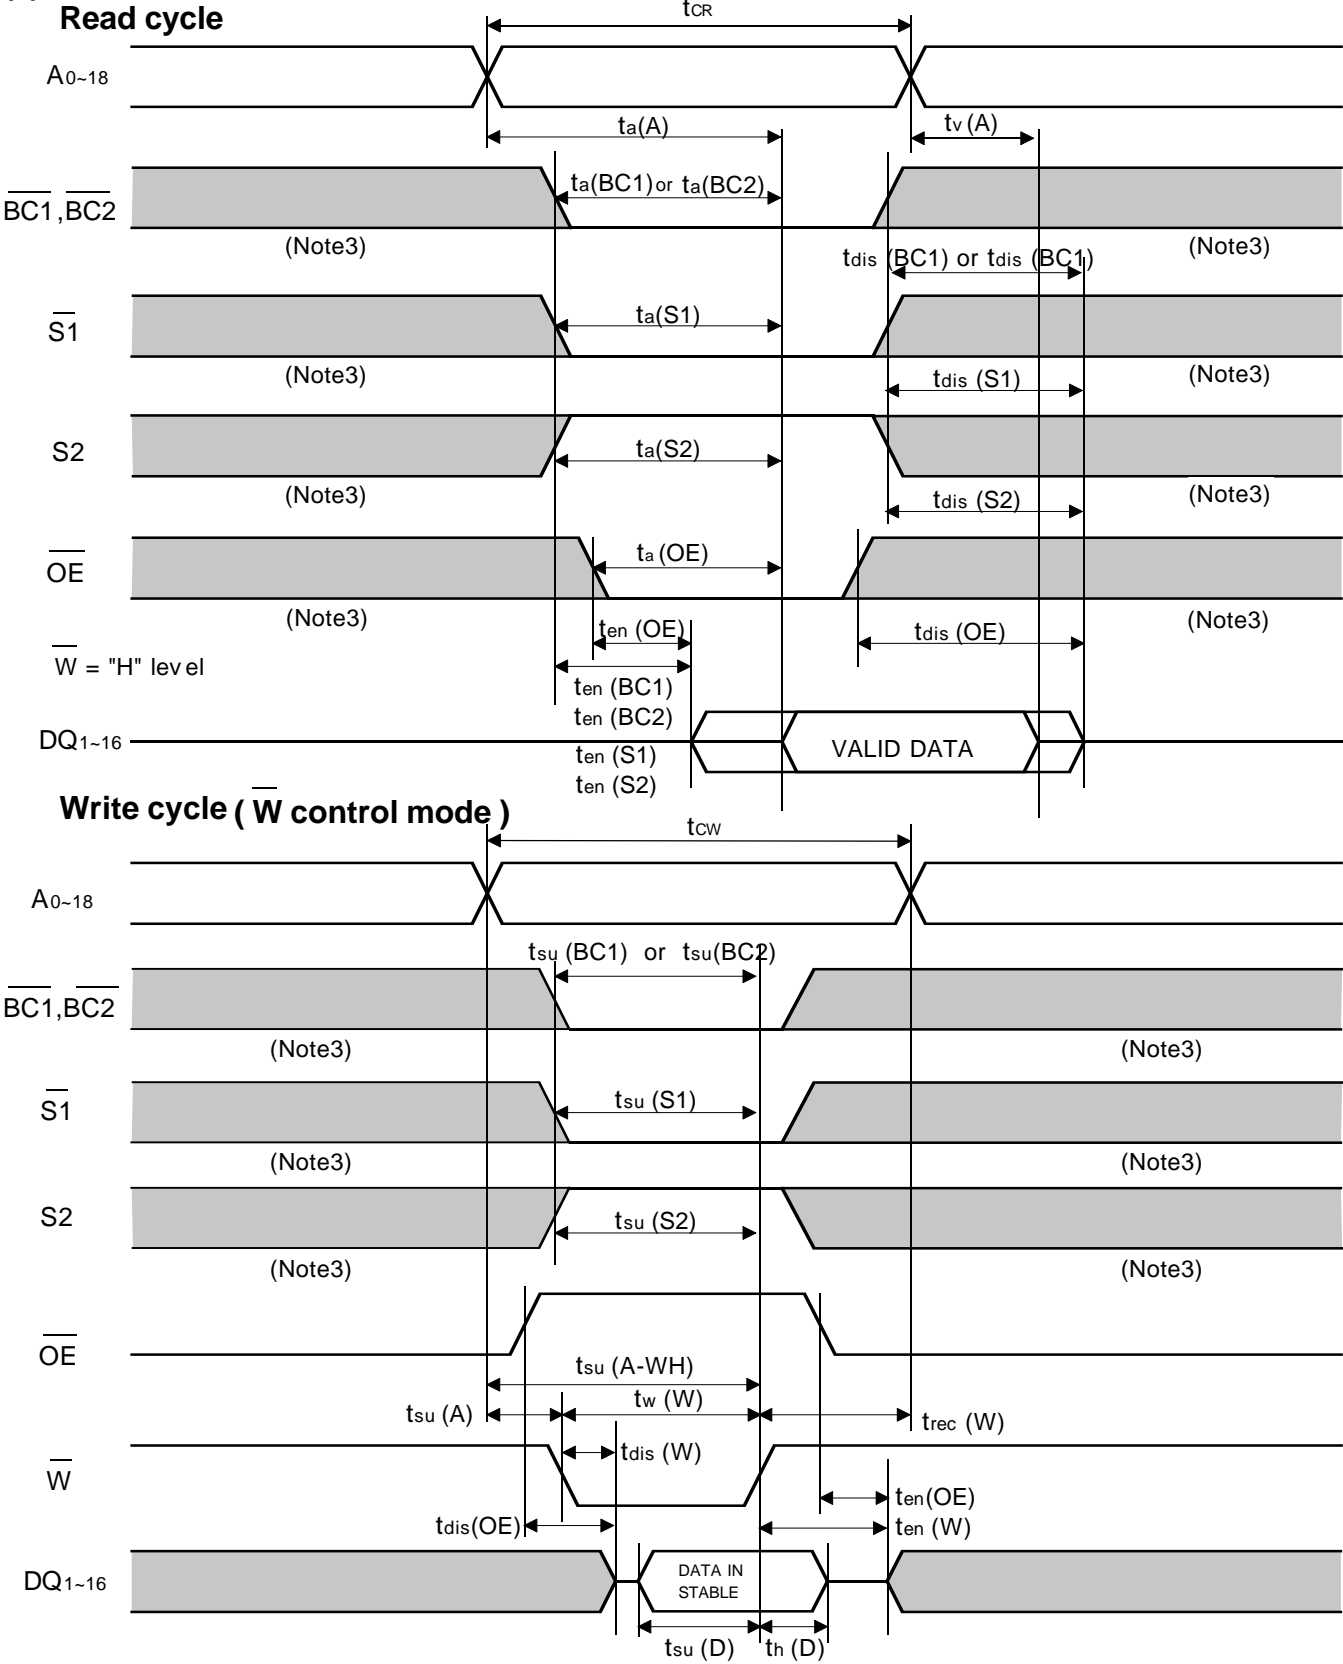 Read cycle
tCR
A0~18
ta(A)
tv (A)
BC1,BC2
ta(BC1) or ta(BC2)
(Note3)
(Note3)
tdis (BC1) or tdis (BC1)
S1
ta(S1)
(Note3)
(Note3)
tdis (S1)
S2
ta(S2)
(Note3)
(Note3)
tdis (S2)
OE
ta (OE)
(Note3)
(Note3)
ten (OE)
tdis (OE)
W = "H" level
ten (BC1)
ten (BC2)
DQ1~16
VALID DATA
ten (S1)
ten (S2)
Write cycle ( W control mode )
tCW
A0~18
tsu (BC1) or tsu(BC2)
BC1,BC2
(Note3)
(Note3)
S1
tsu (S1)
(Note3)
(Note3)
S2
tsu (S2)
(Note3)
(Note3)
OE
tsu (A-WH)
tsu (A)
tw (W)
trec (W)
W
tdis (W)
ten(OE)
tdis(OE)
ten (W)
DQ1~16
DATA IN
STABLE
tsu (D)
th (D)